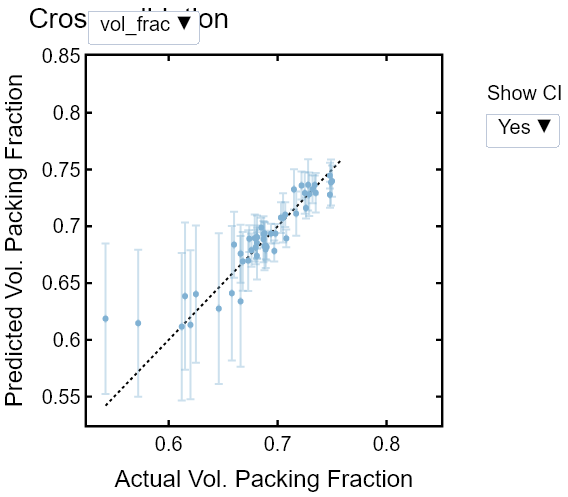 vol_frac ▼
Show CI
Yes ▼
Predicted Vol. Packing Fraction
0.85
0.8
0.75
0.7
0.65
0.6
0.55
0.6 0.7 0.8
Actual Vol. Packing Fraction